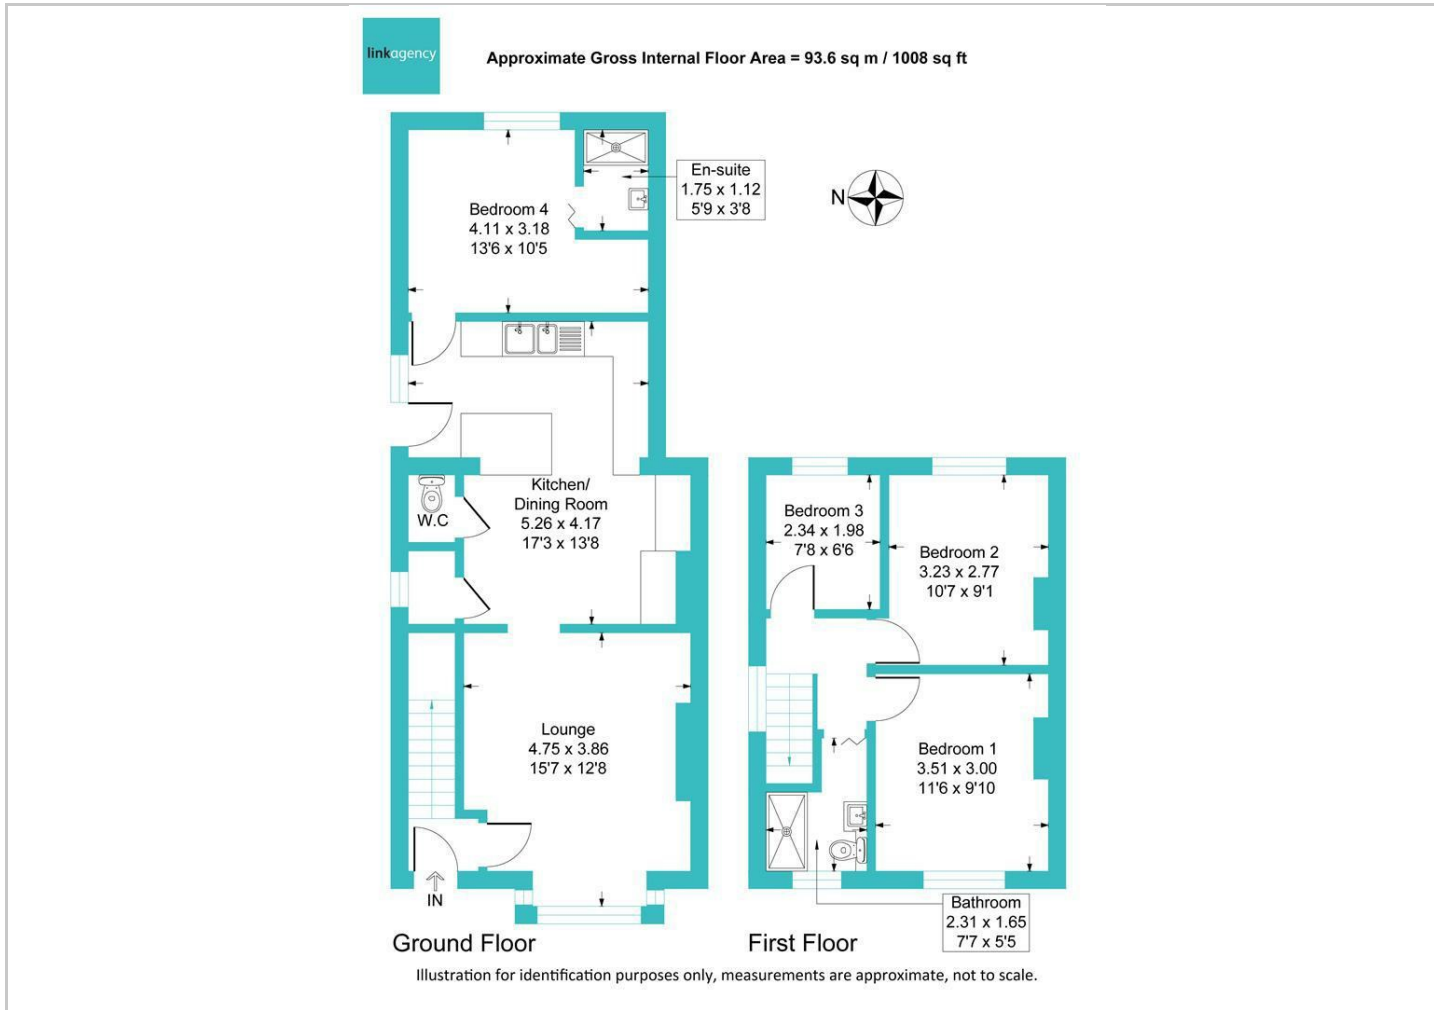 linkagency
Approximate Gross Internal Floor Area = 93.6 sq m / 1008 sq ft
En-suite
1.75 x 1.12
5'9 x 3'8
N
Bedroom 4
4.11 x 3.18
13'6 x 10'5
W.C
Kitchen/
Dining Room
5.26 x 4.17
17'3 x 13'8
Bedroom 3
2.34 x 1.98
7'8 x 6'6
Bedroom 2
3.23 x 2.77
10'7 x 9'1
Lounge
4.75 x 3.86
15'7 x 12'8
Bedroom 1
3.51 x 3.00
11'6 x 9'10
IN
Bathroom
2.31 x 1.65
7'7 x 5'5
Ground Floor
First Floor
Illustration for identification purposes only, measurements are approximate, not to scale.